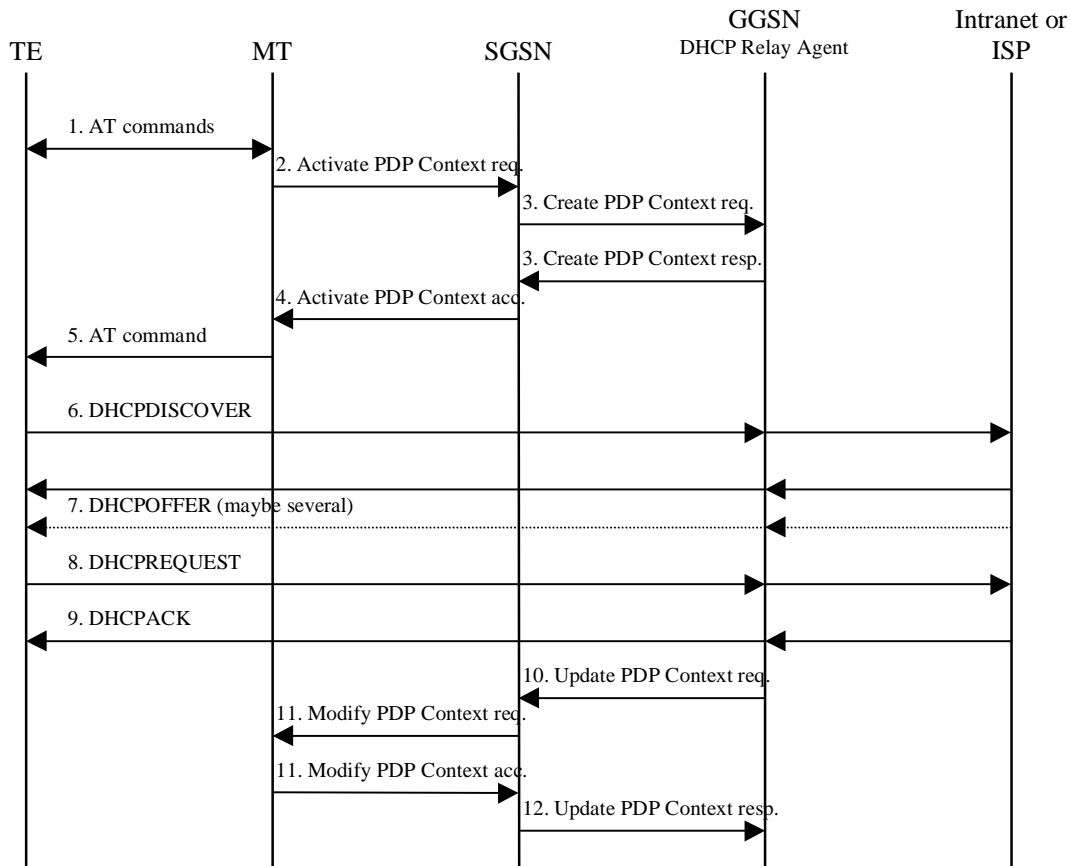 GGSN
Intranet or
TE
MT
SGSN
DHCP Relay Agent
ISP
1. AT commands
2. Activate PDP Context req.
3. Create PDP Context req.
3. Create PDP Context resp.
4. Activate PDP Context acc.
5. AT command
6. DHCPDISCOVER
7. DHCPOFFER (maybe several)
8. DHCPREQUEST
9. DHCPACK
10. Update PDP Context req.
11. Modify PDP Context req.
11. Modify PDP Context acc.
12. Update PDP Context resp.